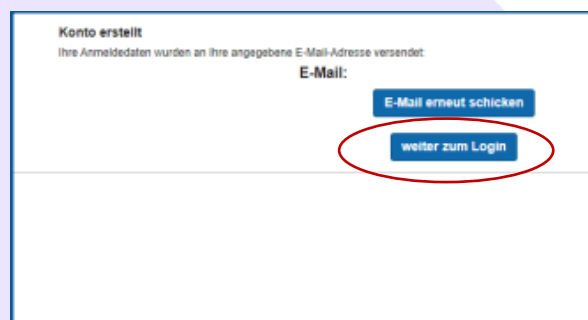 Konto erstellt
Ihre Anmeldedaten wurden an Ihre angegebene E-Mail-Adresse versendet:
E-Mail:
E-Mail erneut schicken
weiter zum Login